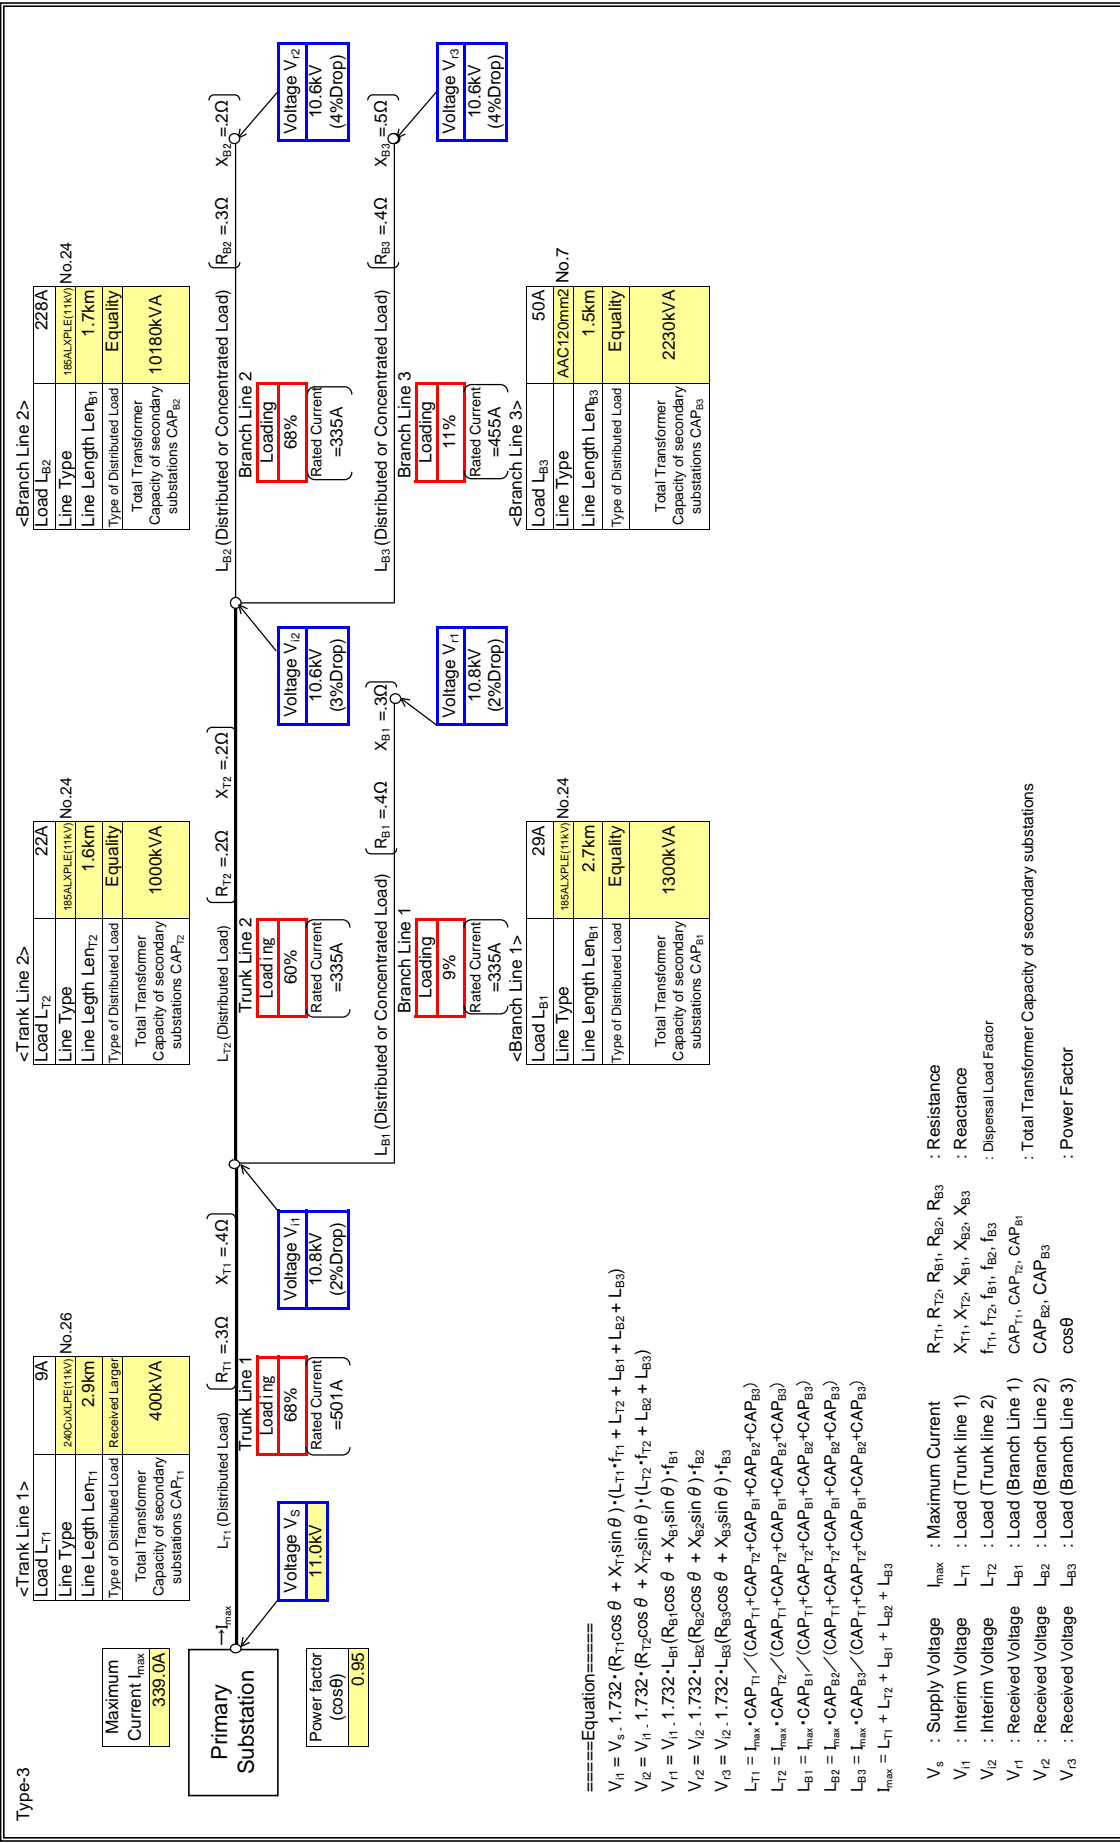 Type-3
Maximum
Current Imax
339.0A
Primary
Substation
Power factor
(cosθ)
0.95
→Imax
Voltage Vs
11.0kV
<Trank Line 1>
Load LT1 9A
Line Type 240CuXLPE(11kV) No.26
Line Legth LenT1 2.9km
Type of Distributed Load Received Larger
Total Transformer
Capacity of secondary
substations CAPT1
400kVA
LT1 (Distributed Load)
RT1 =.3Ω XT1 =.4Ω
Trunk Line 1
Loading
68%
Rated Current
=501A
Voltage Vi1
10.8kV
(2%Drop)
<Trank Line 2>
Load LT2 22A
Line Type 185ALXPLE(11kV) No.24
Line Legth LenT2 1.6km
Type of Distributed Load Equality
Total Transformer
Capacity of secondary
substations CAPT2
1000kVA
LT2 (Distributed Load)
RT2 =.2Ω XT2 =.2Ω
Trunk Line 2
Loading
60%
Rated Current
=335A
Voltage Vi2
10.6kV
(3%Drop)
LB1 (Distributed or Concentrated Load)
RB1 =.4Ω XB1 =.3Ω
Branch Line 1
Loading
9%
Rated Current
=335A
Voltage Vr1
10.8kV
(2%Drop)
<Branch Line 1>
Load LB1 29A
Line Type 185ALXPLE(11kV) No.24
Line Length LenB1 2.7km
Type of Distributed Load Equality
Total Transformer
Capacity of secondary
substations CAPB1
1300kVA
<Branch Line 2>
Load LB2 228A
Line Type 185ALXPLE(11kV) No.24
Line Length LenB1 1.7km
Type of Distributed Load Equality
Total Transformer
Capacity of secondary
substations CAPB2
10180kVA
LB2 (Distributed or Concentrated Load)
RB2 =.3Ω XB2 =.2Ω
Branch Line 2
Loading
68%
Rated Current
=335A
Voltage Vr2
10.6kV
(4%Drop)
LB3 (Distributed or Concentrated Load)
RB3 =.4Ω XB3 =.5Ω
Branch Line 3
Loading
11%
Rated Current
=455A
Voltage Vr3
10.6kV
(4%Drop)
<Branch Line 3>
Load LB3 50A
Line Type AAC120mm2 No.7
Line Length LenB3 1.5km
Type of Distributed Load Equality
Total Transformer
Capacity of secondary
substations CAPB3
2230kVA
=====Equation=====
Vi1 = Vs - 1.732・(RT1cos θ + XT1sin θ)・(LT1・fT1 + LT2 + LB1 + LB2 + LB3)
Vi2 = Vi1 - 1.732・(RT2cos θ + XT2sin θ)・(LT2・fT2 + LB2 + LB3)
Vr1 = Vi1 - 1.732・LB1(RB1cos θ + XB1sin θ)・fB1
Vr2 = Vi2 - 1.732・LB2(RB2cos θ + XB2sin θ)・fB2
Vr3 = Vi2 - 1.732・LB3(RB3cos θ + XB3sin θ)・fB3
LT1 = Imax・CAPT1／(CAPT1+CAPT2+CAPB1+CAPB2+CAPB3)
LT2 = Imax・CAPT2／(CAPT1+CAPT2+CAPB1+CAPB2+CAPB3)
LB1 = Imax・CAPB1／(CAPT1+CAPT2+CAPB1+CAPB2+CAPB3)
LB2 = Imax・CAPB2／(CAPT1+CAPT2+CAPB1+CAPB2+CAPB3)
LB3 = Imax・CAPB3／(CAPT1+CAPT2+CAPB1+CAPB2+CAPB3)
Imax = LT1 + LT2 + LB1 + LB2 + LB3
Vs : Supply Voltage Imax : Maximum Current RT1, RT2, RB1, RB2, RB3 : Resistance
Vi1 : Interim Voltage LT1 : Load (Trunk line 1) XT1, XT2, XB1, XB2, XB3 : Reactance
Vi2 : Interim Voltage LT2 : Load (Trunk line 2) fT1, fT2, fB1, fB2, fB3 : Dispersal Load Factor
Vr1 : Received Voltage LB1 : Load (Branch Line 1) CAPT1, CAPT2, CAPB1 : Total Transformer Capacity of secondary substations
Vr2 : Received Voltage LB2 : Load (Branch Line 2) CAPB2, CAPB3
Vr3 : Received Voltage LB3 : Load (Branch Line 3) cosθ : Power Factor